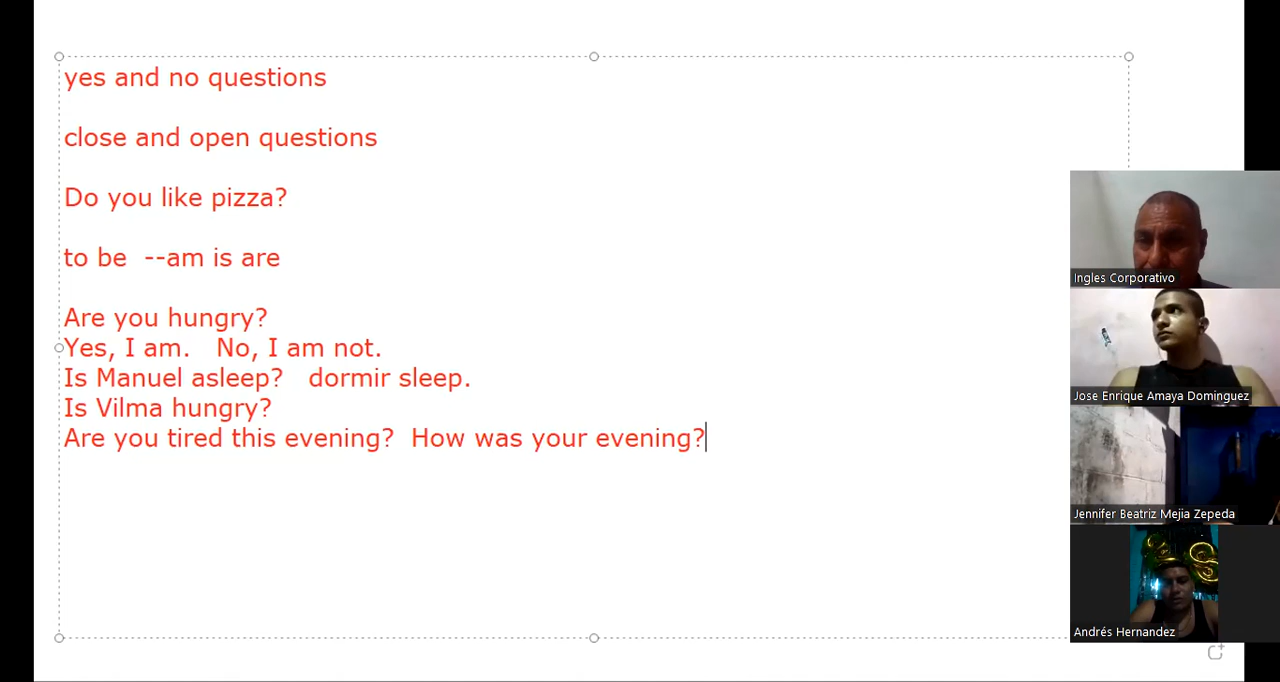 yes and no questions
close and open questions
Do you like pizza?
to be --am is are
Are you hungry?
Yes, I am. No, I am not.
Is Manuel asleep? dormir sleep.
Is Vilma hungry?
Are you tired this evening? How was your evening?
Ingles Corporativo
Jose Enrique Amaya Dominguez
Jennifer Beatriz Mejia Zepeda
Andrés Hernandez